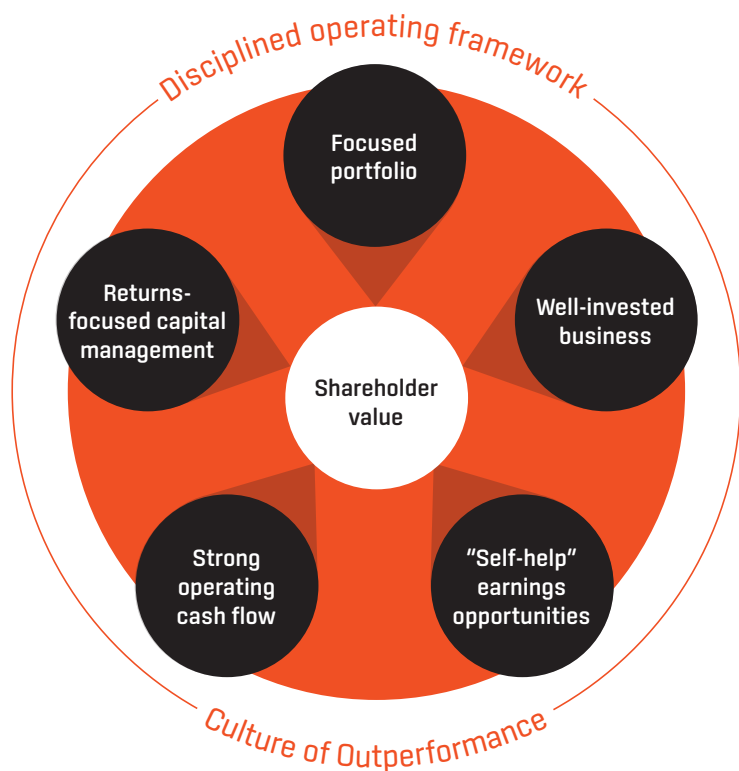 Disciplined operating framework
Focused
portfolio
Returns-
focused capital
management
Well-invested
business
Shareholder
value
Strong
operating
cash flow
“Self-help”
earnings
opportunities
Culture of Outperformance